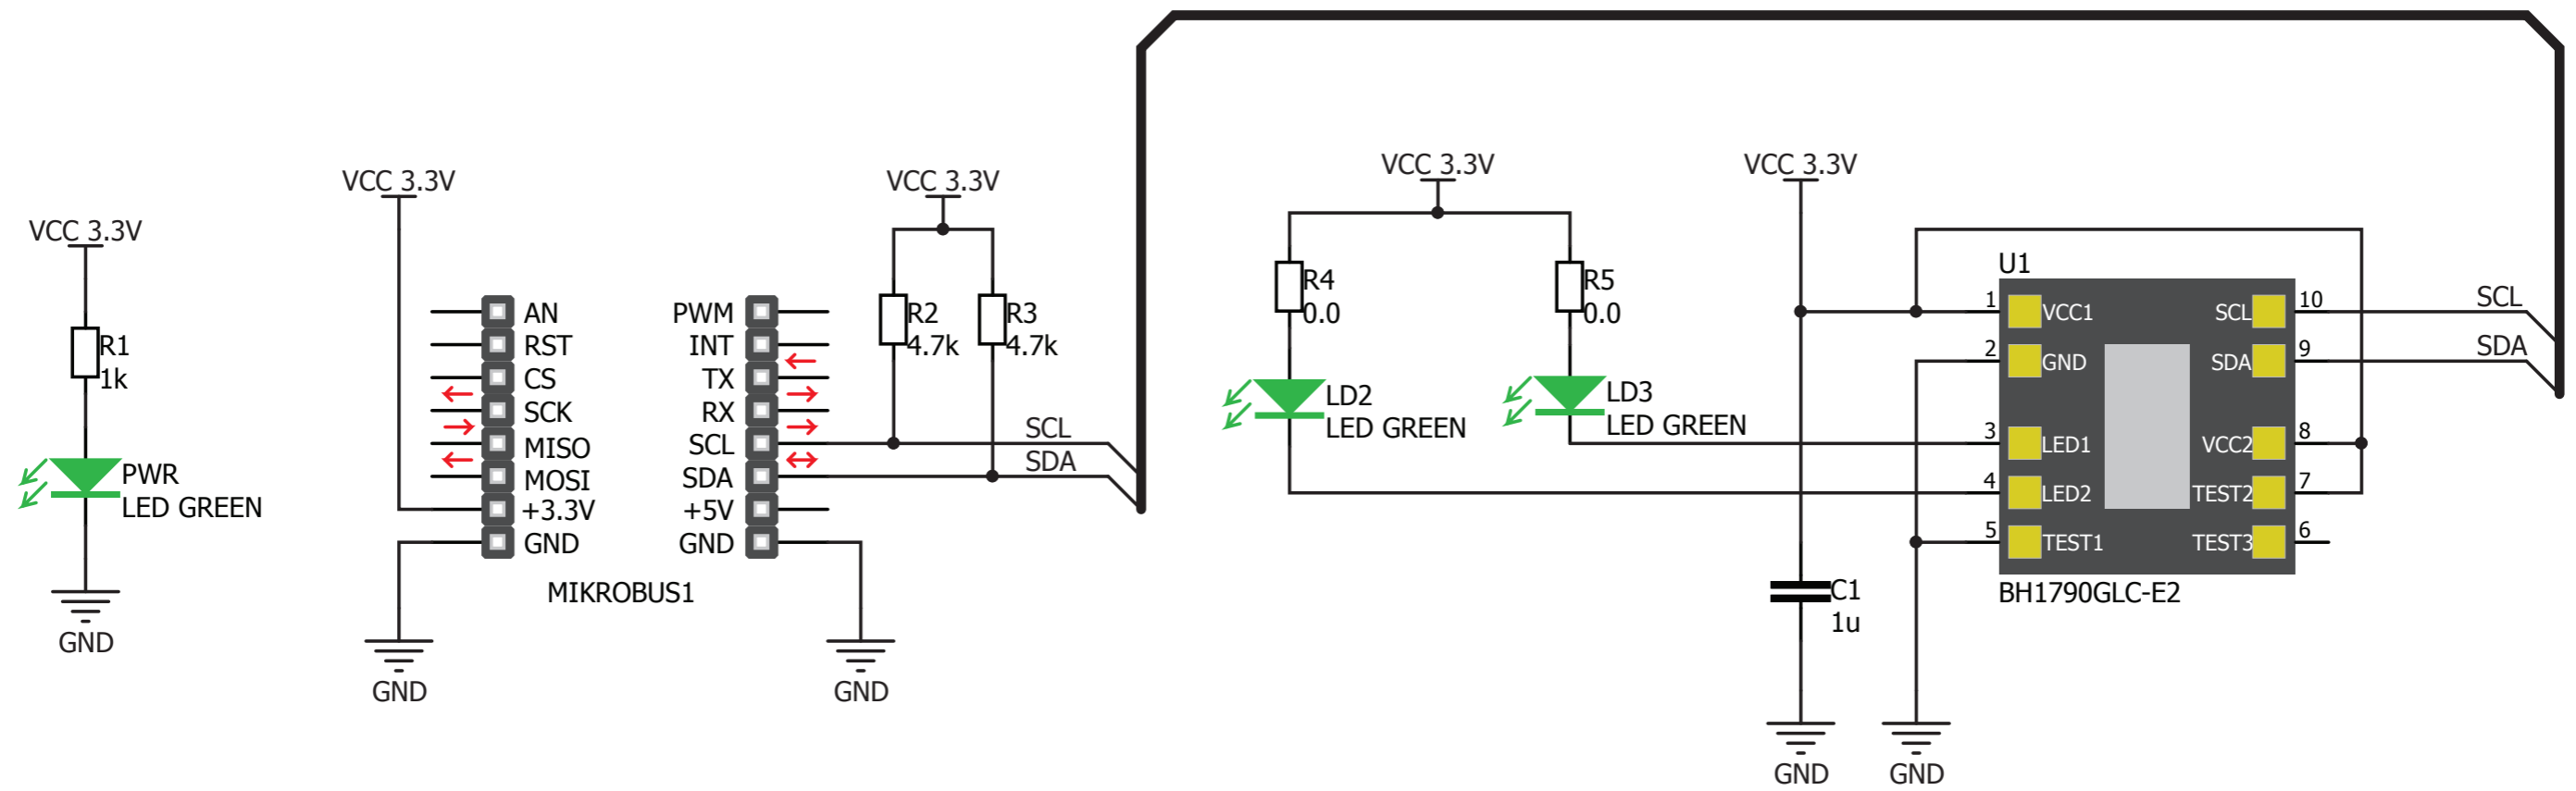 VCC 3.3V
R1
1k
PWR
LED GREEN
GND
VCC 3.3V
AN
RST
CS
SCK
MISO
MOSI
+3.3V
GND
GND
MIKROBUS1
PWM
INT
TX
RX
SCL
SDA
+5V
GND
GND
VCC 3.3V
R2
4.7k
R3
4.7k
SCL
SDA
VCC 3.3V
R4
0.0
R5
0.0
LD2
LED GREEN
LD3
LED GREEN
VCC 3.3V
C1
1u
GND
GND
U1
1 VCC1
2 GND
3 LED1
4 LED2
5 TEST1
SCL 10
SDA 9
VCC2 8
TEST2 7
TEST3 6
BH1790GLC-E2
SCL
SDA